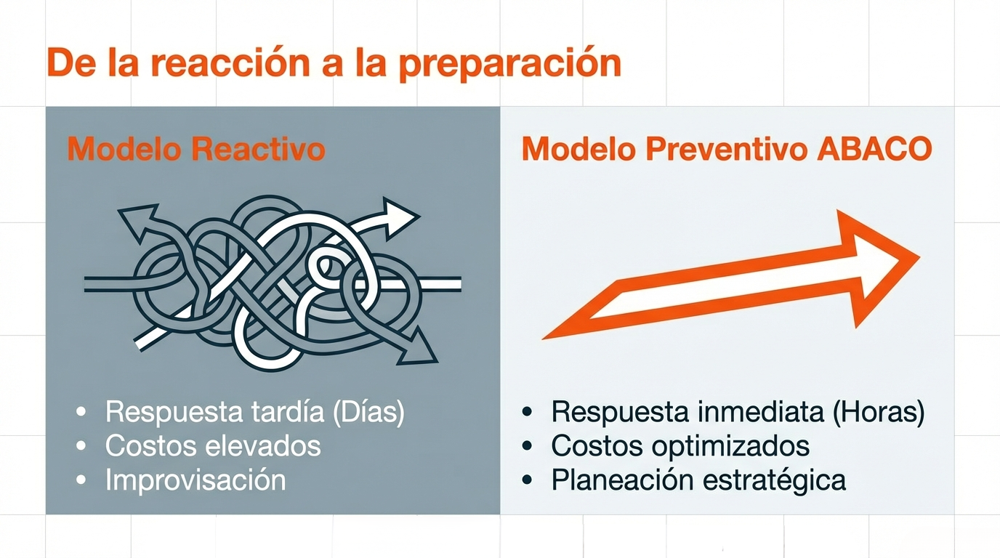 De la reacción a la preparación
Modelo Reactivo
• Respuesta tardía (Días)
• Costos elevados
• Improvisación
Modelo Preventivo ABACO
• Respuesta inmediata (Horas)
• Costos optimizados
• Planeación estratégica